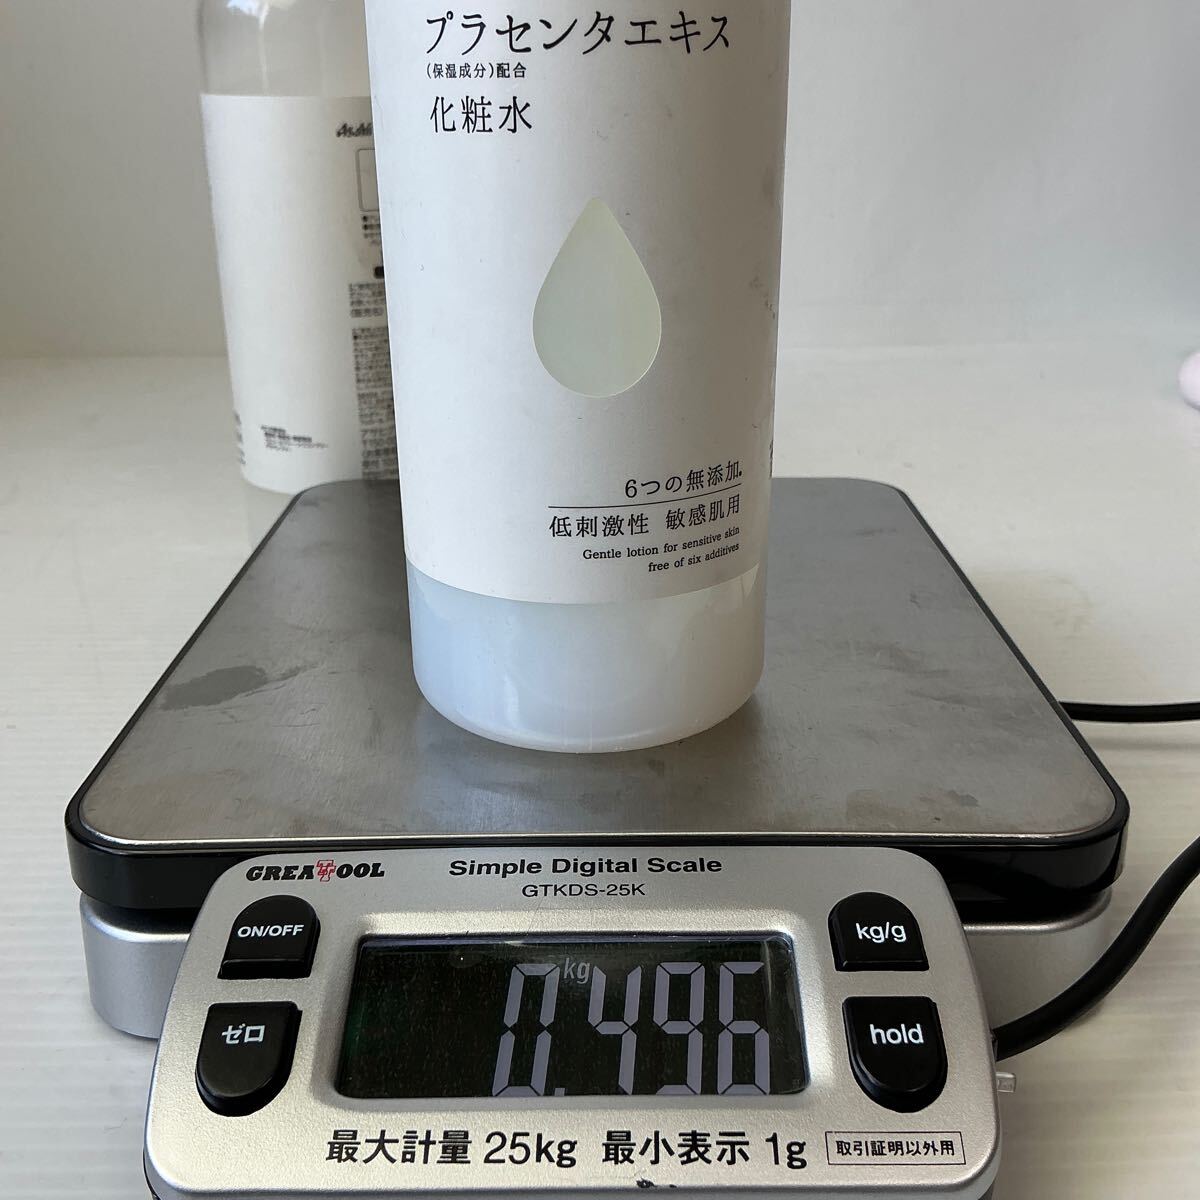 プラセンタエキス
(保湿成分)配合
化粧水
Asahi
6つの無添加.
低刺激性 敏感肌用
Gentle lotion for sensitive skin
free of six additives
GREATTOOL
Simple Digital Scale
GTKDS-25K
ON/OFF
kg/g
ゼロ
hold
kg
0.496
最大計量 25kg 最小表示 1g
取引証明以外用